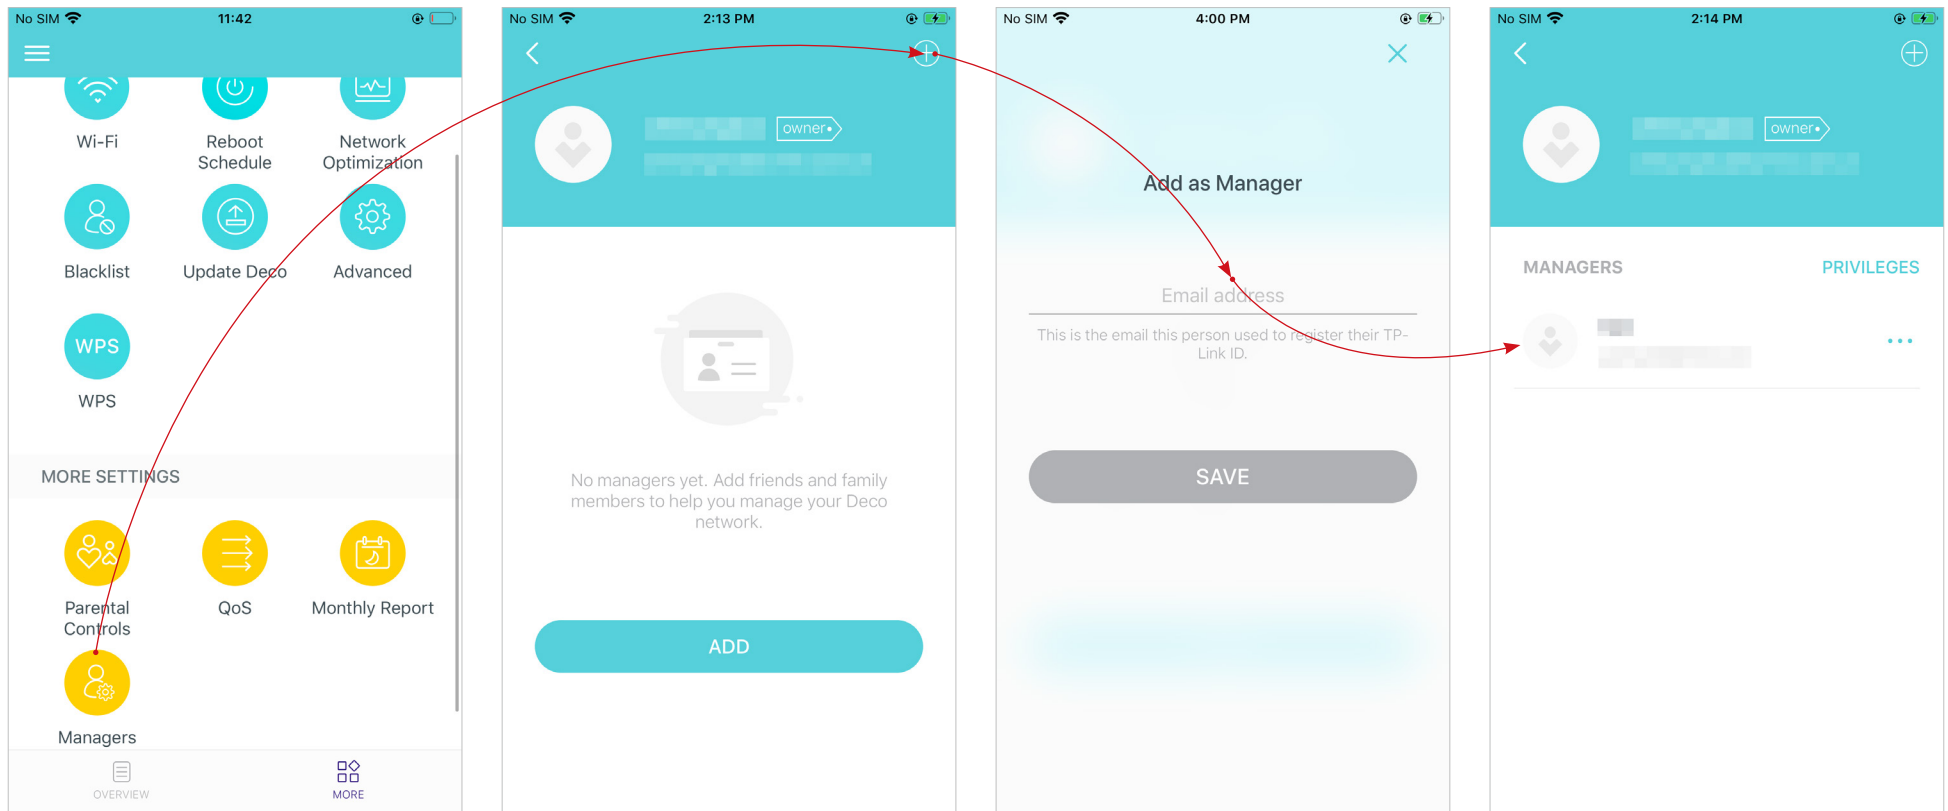 No SIM
11:42
Wi-Fi
Reboot
Schedule
Network
Optimization
Blacklist
Update Deco
Advanced
WPS
WPS
MORE SETTINGS
Parental
Controls
QoS
Monthly Report
Managers
OVERVIEW
MORE
No SIM
2:13 PM
owner
No managers yet. Add friends and family
members to help you manage your Deco
network.
ADD
No SIM
4:00 PM
Add as Manager
Email address
This is the email this person used to register their TP-
Link ID.
SAVE
No SIM
2:14 PM
owner
MANAGERS
PRIVILEGES